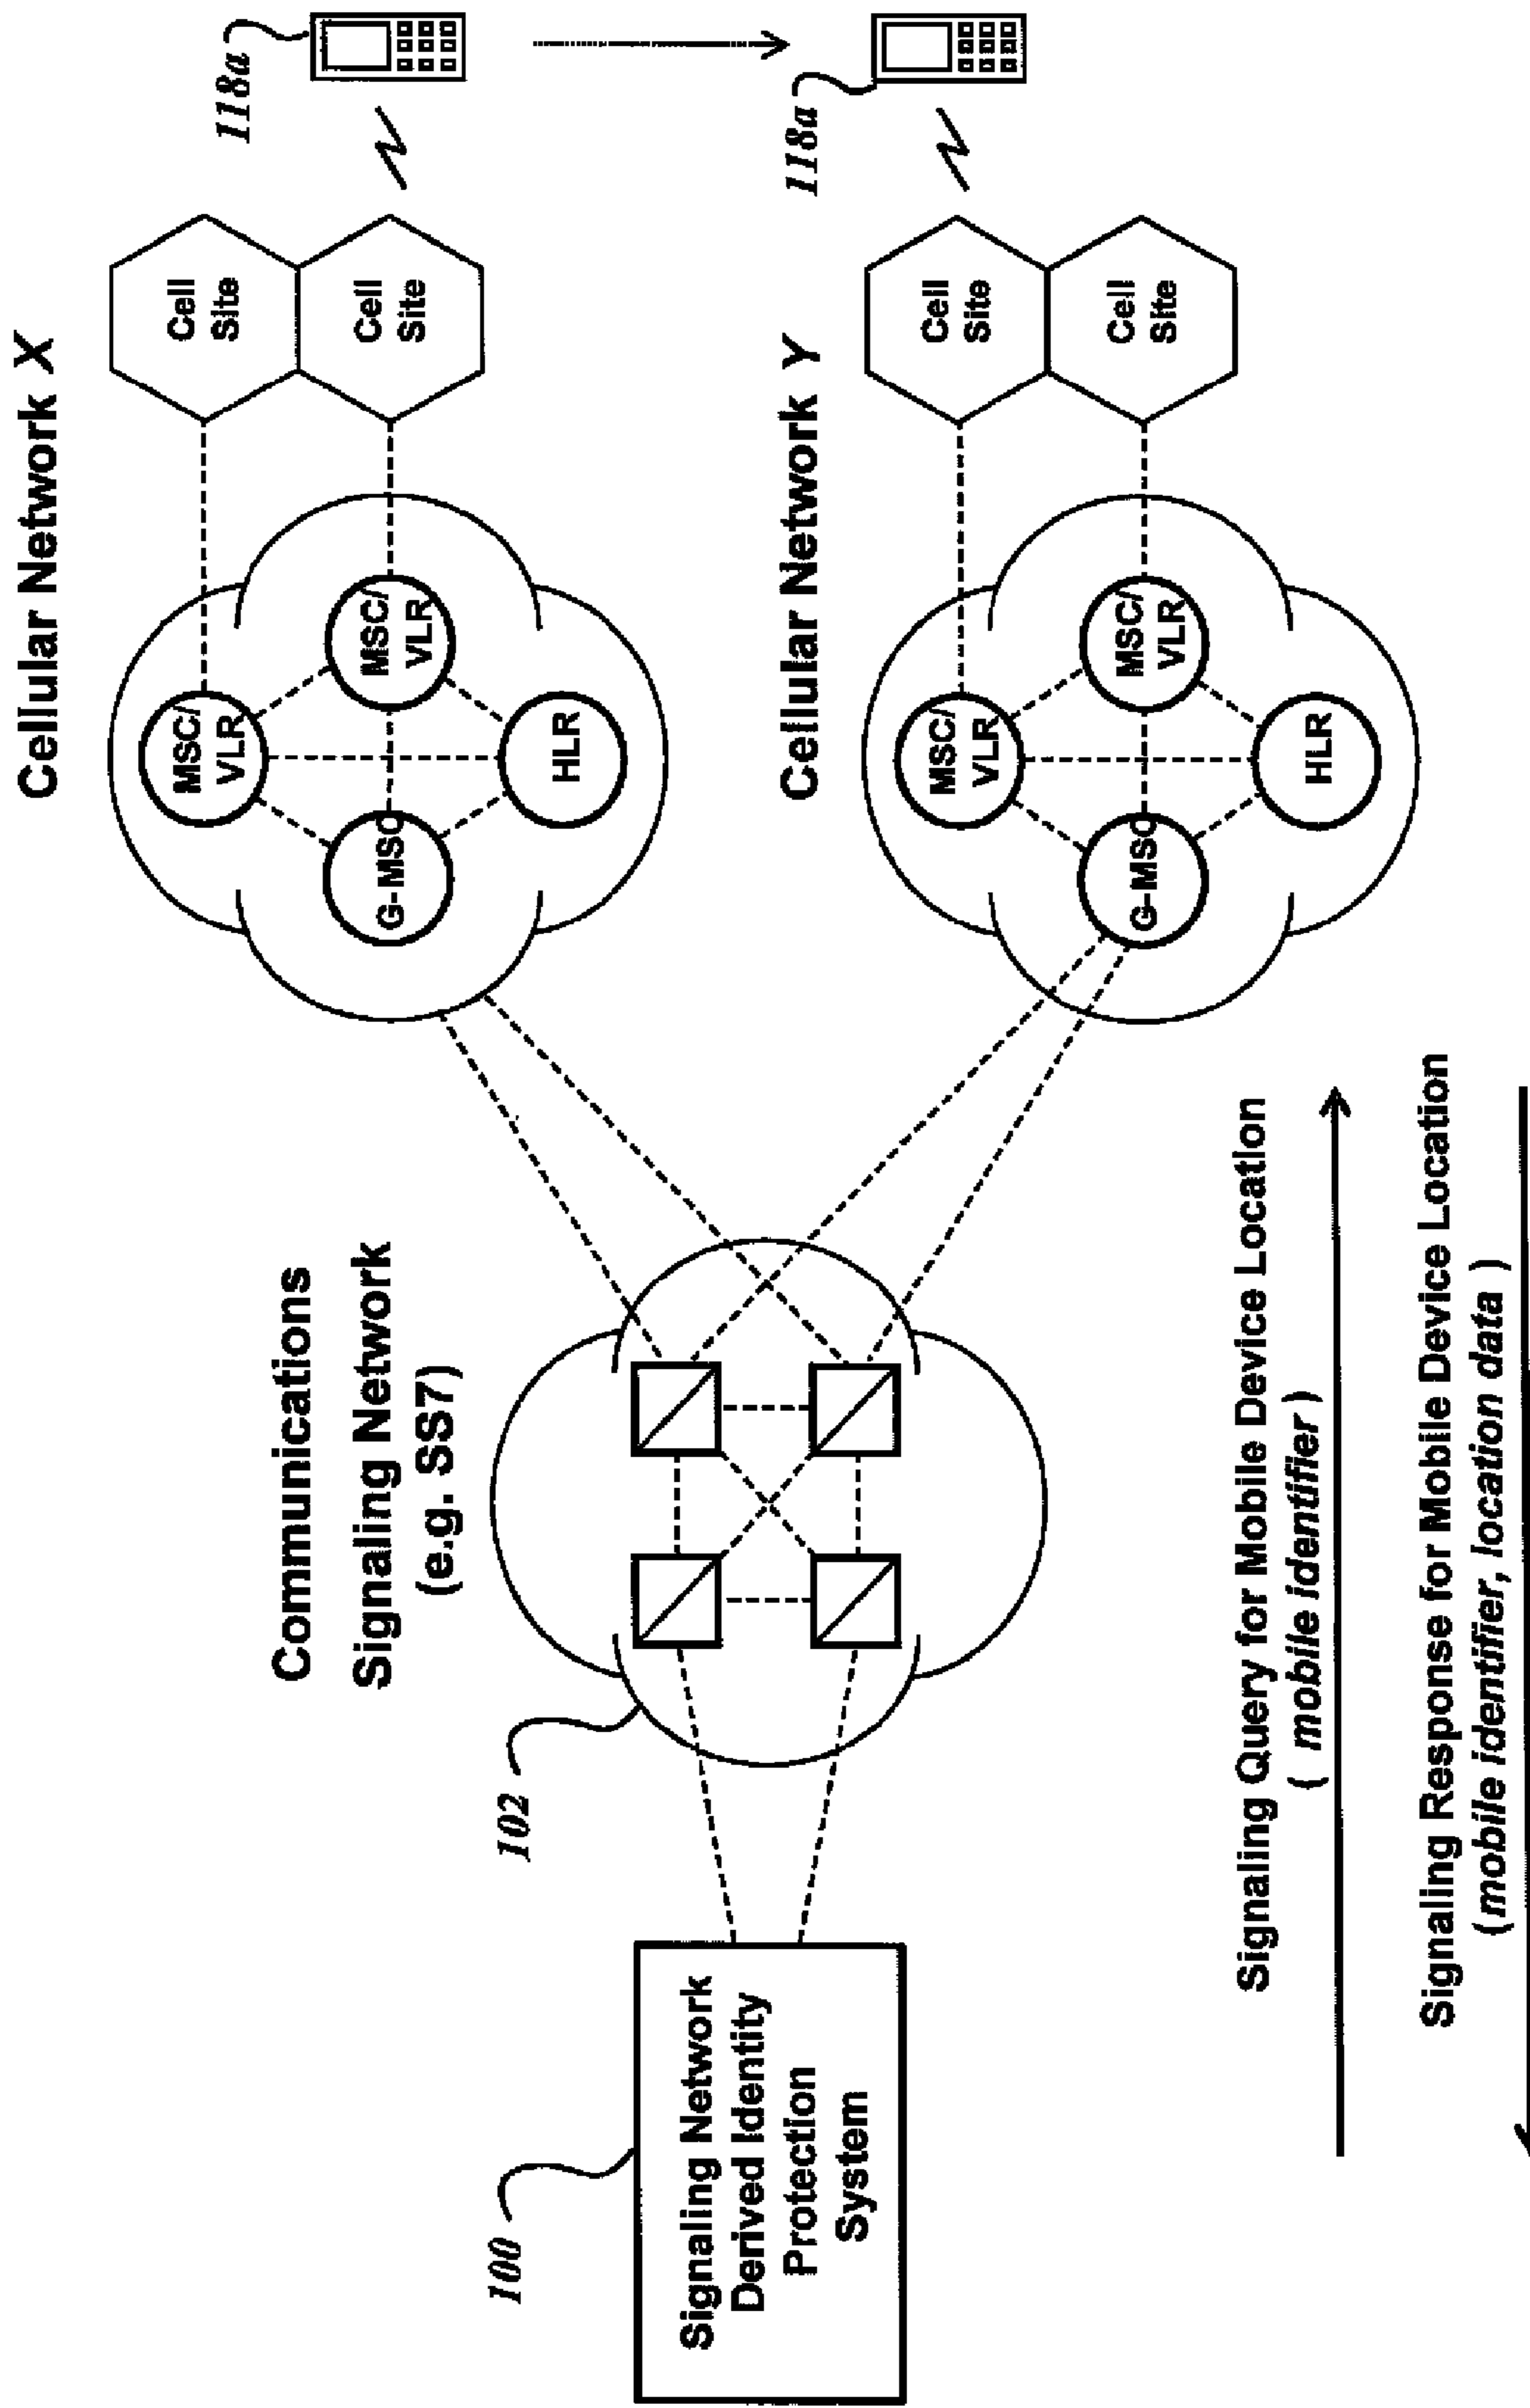 Cellular Network X
118a
MSC/
VLR
MSC/
VLR
G-MSC
HLR
Cell
Site
Cell
Site
Communications
Signaling Network
(e.g. SS7)
102
100
Signaling Network
Derived Identity
Protection
System
Cellular Network Y
118a
MSC/
VLR
MSC/
VLR
G-MSC
HLR
Cell
Site
Cell
Site
Signaling Query for Mobile Device Location
( mobile identifier)
Signaling Response for Mobile Device Location
(mobile identifier, location data )